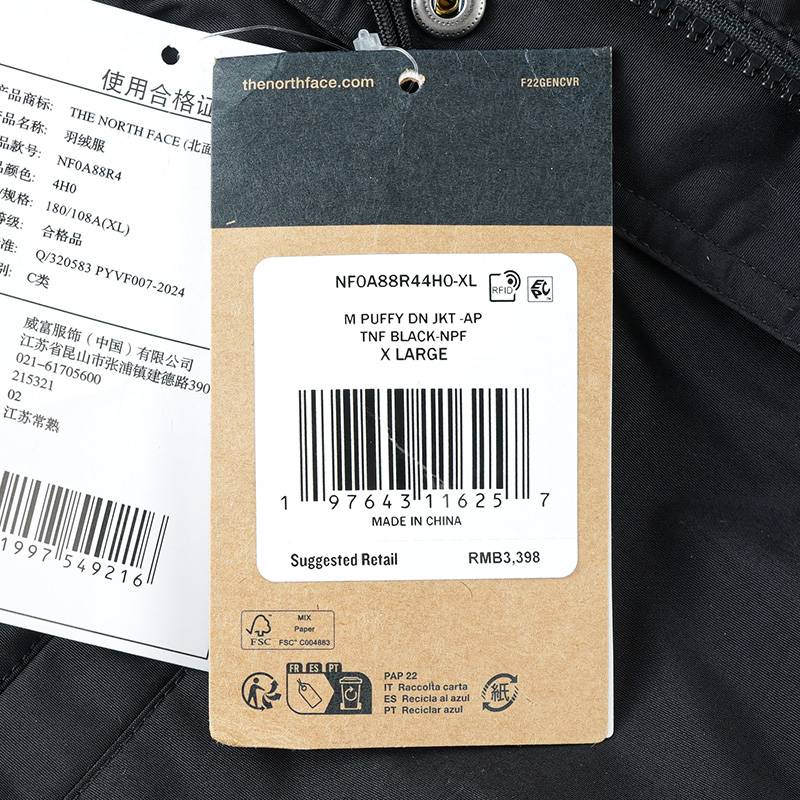 使用合格证
产品商标: THE NORTH FACE (北面
产品名称: 羽绒服
品款号: NF0A88R4
品颜色: 4H0
/规格: 180/108A(XL)
等级: 合格品
准: Q/320583 PYVF007-2024
别: C类
威富服饰（中国）有限公司
江苏省昆山市张浦镇建德路390
021-61705600
215321
02
江苏常熟
1997 549216
thenorthface.com F22GENCVR
NF0A88R44H0-XL RFID EPC
M PUFFY DN JKT -AP
TNF BLACK-NPF
X LARGE
1 97643 11625 7
MADE IN CHINA
Suggested Retail RMB3,398
FSC MIX
Paper
FSC® C004883
FR ES PT
PAP 22
IT Raccolta carta
ES Recicla al azul
PT Reciclar azul
紙